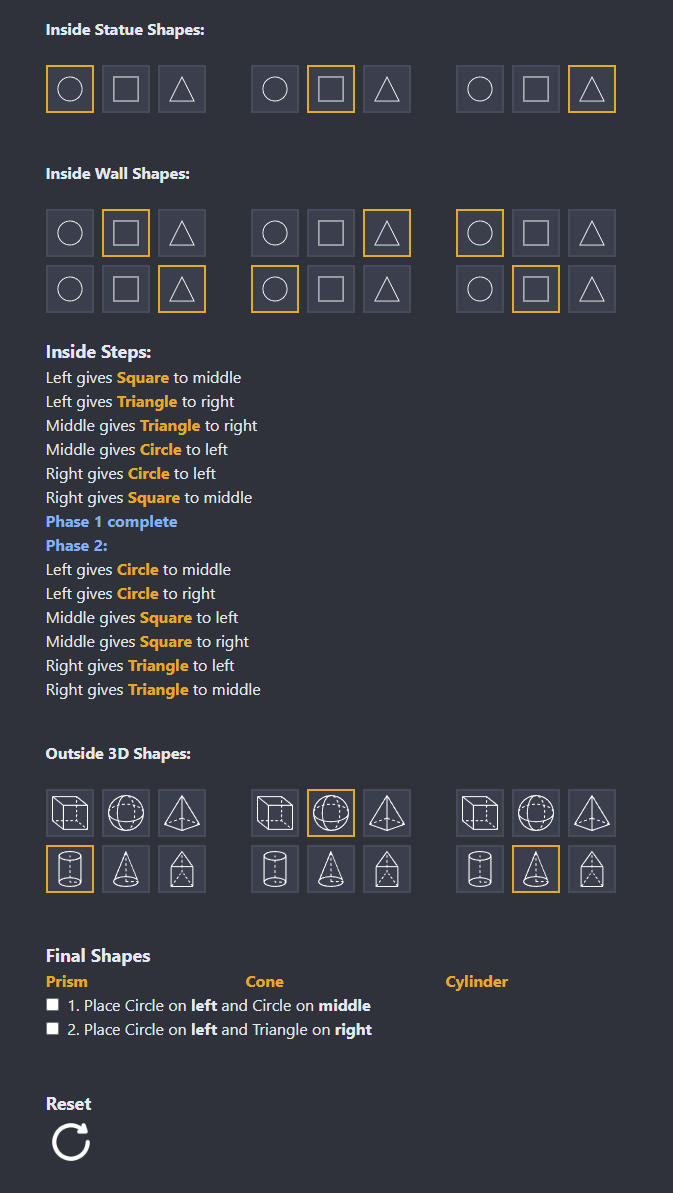 Inside Statue Shapes:
Inside Wall Shapes:
Inside Steps:
Left gives Square to middle
Left gives Triangle to right
Middle gives Triangle to right
Middle gives Circle to left
Right gives Circle to left
Right gives Square to middle
Phase 1 complete
Phase 2:
Left gives Circle to middle
Left gives Circle to right
Middle gives Square to left
Middle gives Square to right
Right gives Triangle to left
Right gives Triangle to middle
Outside 3D Shapes:
Final Shapes
Prism Cone Cylinder
1. Place Circle on left and Circle on middle
2. Place Circle on left and Triangle on right
Reset